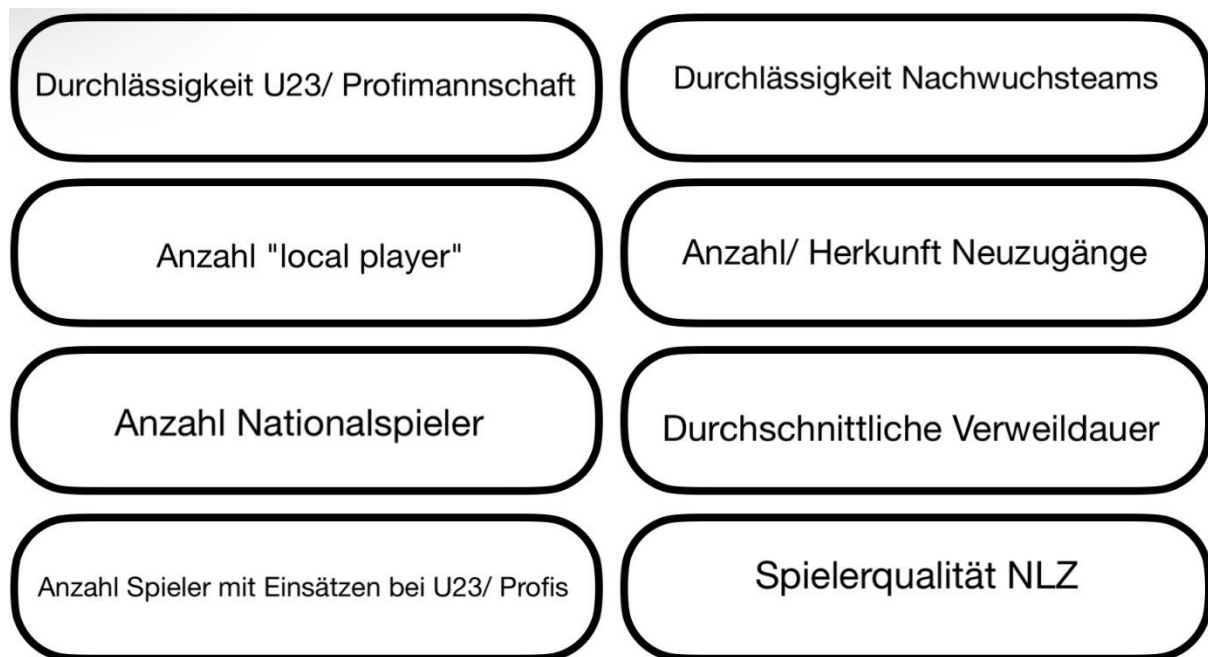 Durchlässigkeit U23/ Profimannschaft
Durchlässigkeit Nachwuchsteams
Anzahl "local player"
Anzahl/ Herkunft Neuzugänge
Anzahl Nationalspieler
Durchschnittliche Verweildauer
Anzahl Spieler mit Einsätzen bei U23/ Profis
Spielerqualität NLZ